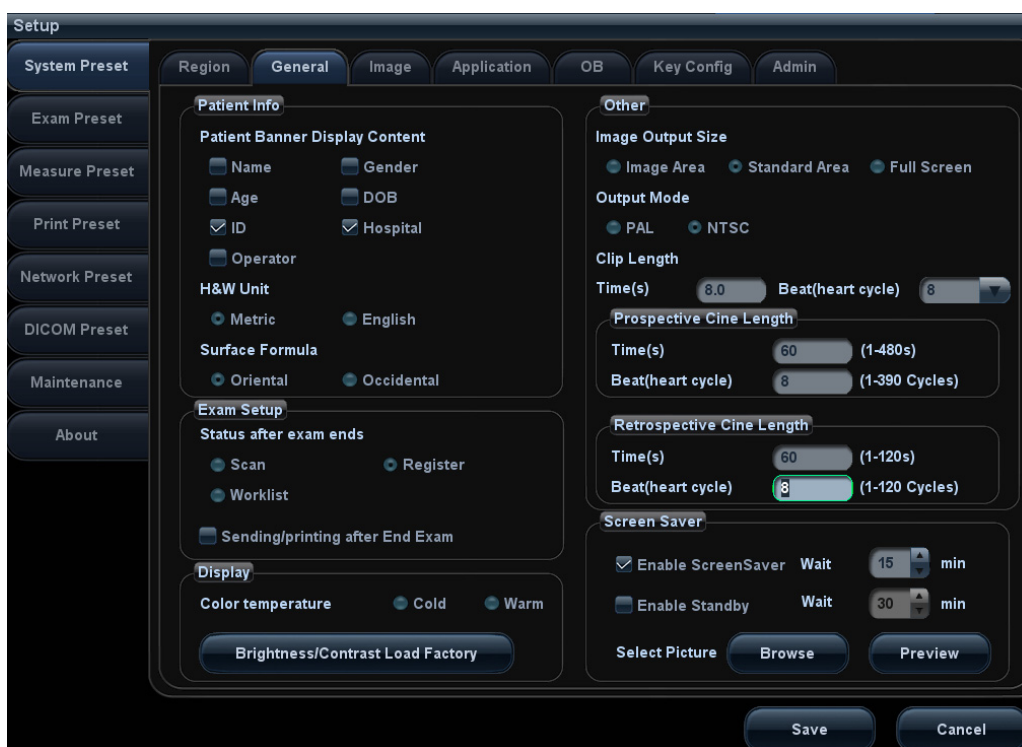 Setup
System Preset
Exam Preset
Measure Preset
Print Preset
Network Preset
DICOM Preset
Maintenance
About
Region General Image Application OB Key Config Admin
Patient Info
Patient Banner Display Content
Name Gender
Age DOB
ID Hospital
Operator
H&W Unit
Metric English
Surface Formula
Oriental Occidental
Exam Setup
Status after exam ends
Scan Register
Worklist
Sending/printing after End Exam
Display
Color temperature Cold Warm
Brightness/Contrast Load Factory
Other
Image Output Size
Image Area Standard Area Full Screen
Output Mode
PAL NTSC
Clip Length
Time(s) 8.0 Beat(heart cycle) 8
Prospective Cine Length
Time(s) 60 (1-480s)
Beat(heart cycle) 8 (1-390 Cycles)
Retrospective Cine Length
Time(s) 60 (1-120s)
Beat(heart cycle) 8 (1-120 Cycles)
Screen Saver
Enable ScreenSaver Wait 15 min
Enable Standby Wait 30 min
Select Picture Browse Preview
Save Cancel